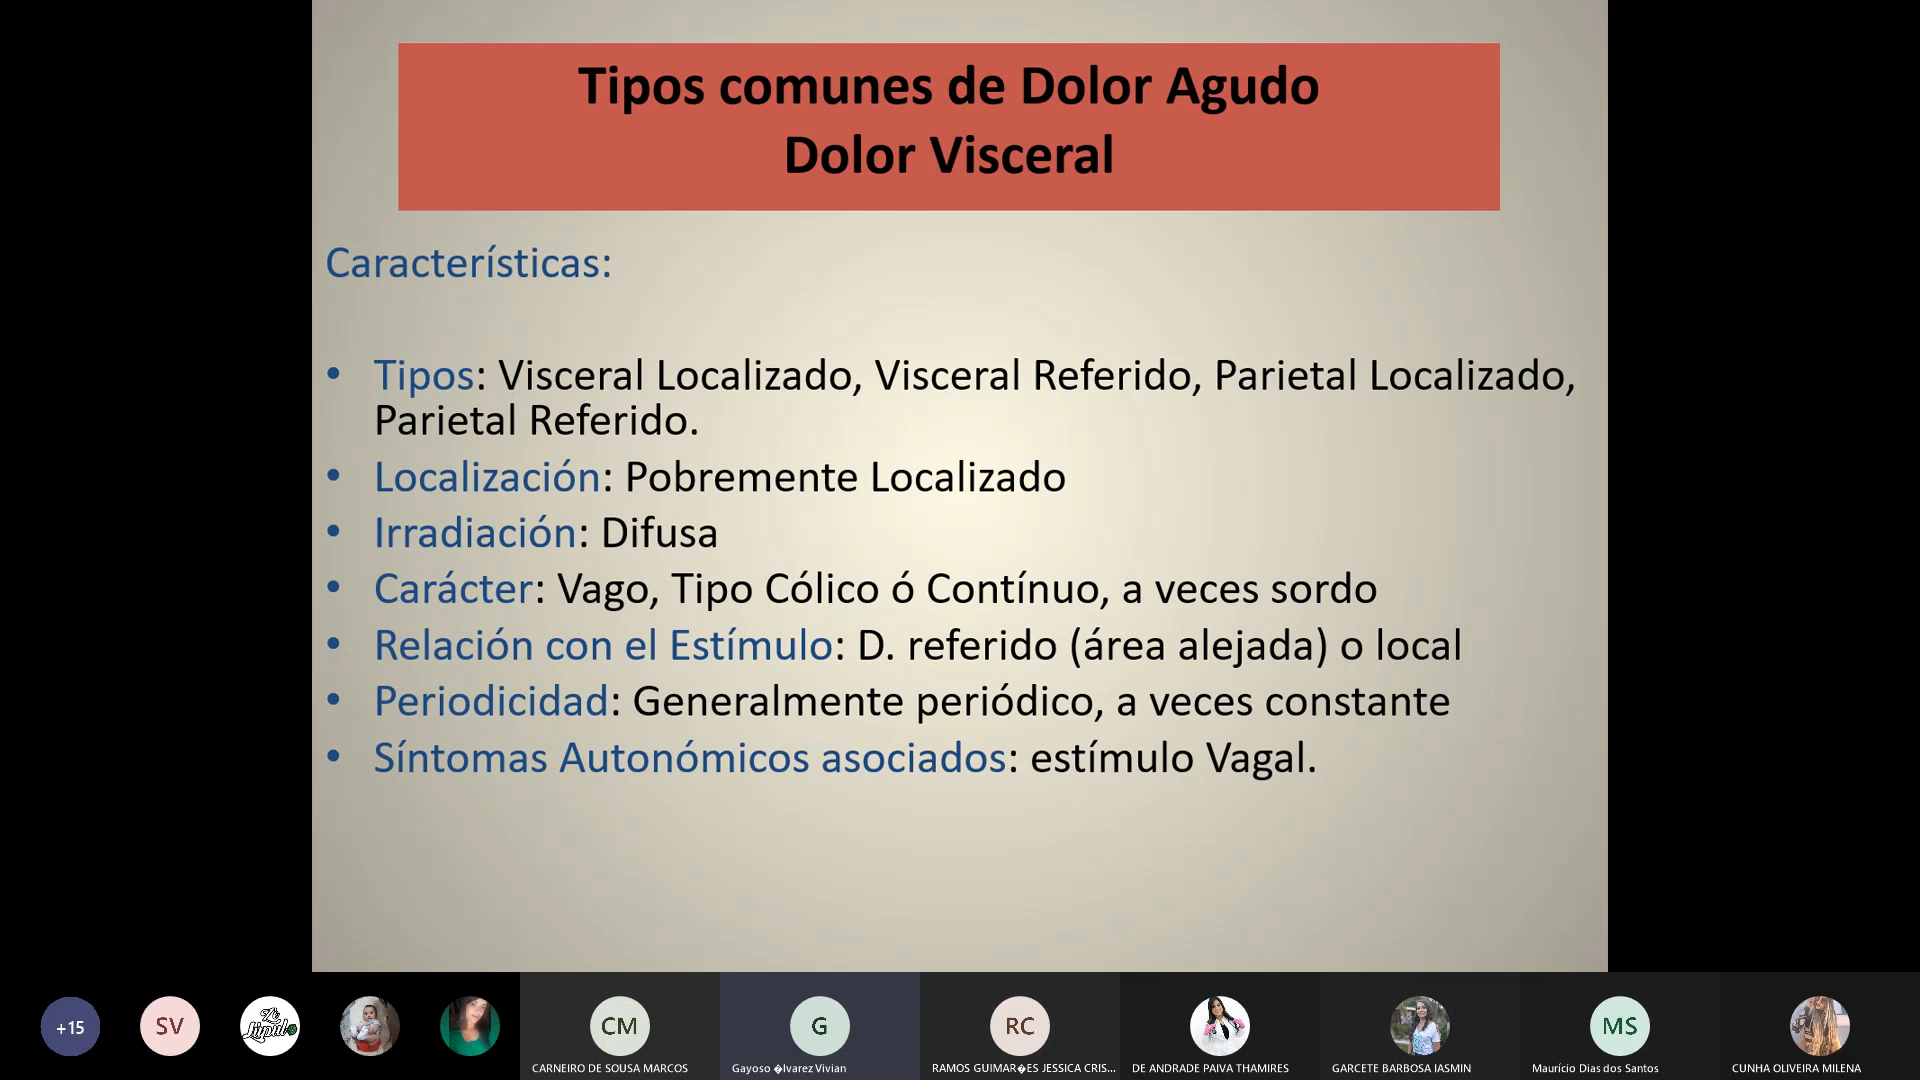 Tipos comunes de Dolor Agudo
Dolor Visceral
Características:
• Tipos: Visceral Localizado, Visceral Referido, Parietal Localizado,
Parietal Referido.
• Localización: Pobremente Localizado
• Irradiación: Difusa
• Carácter: Vago, Tipo Cólico ó Contínuo, a veces sordo
• Relación con el Estímulo: D. referido (área alejada) o local
• Periodicidad: Generalmente periódico, a veces constante
• Síntomas Autonómicos asociados: estímulo Vagal.
+15
SV
CM
G
RC
MS
CARNEIRO DE SOUSA MARCOS
Gayoso �lvarez Vivian
RAMOS GUIMAR�ES JESSICA CRIS...
DE ANDRADE PAIVA THAMIRES
GARCETE BARBOSA IASMIN
Maurício Dias dos Santos
CUNHA OLIVEIRA MILENA